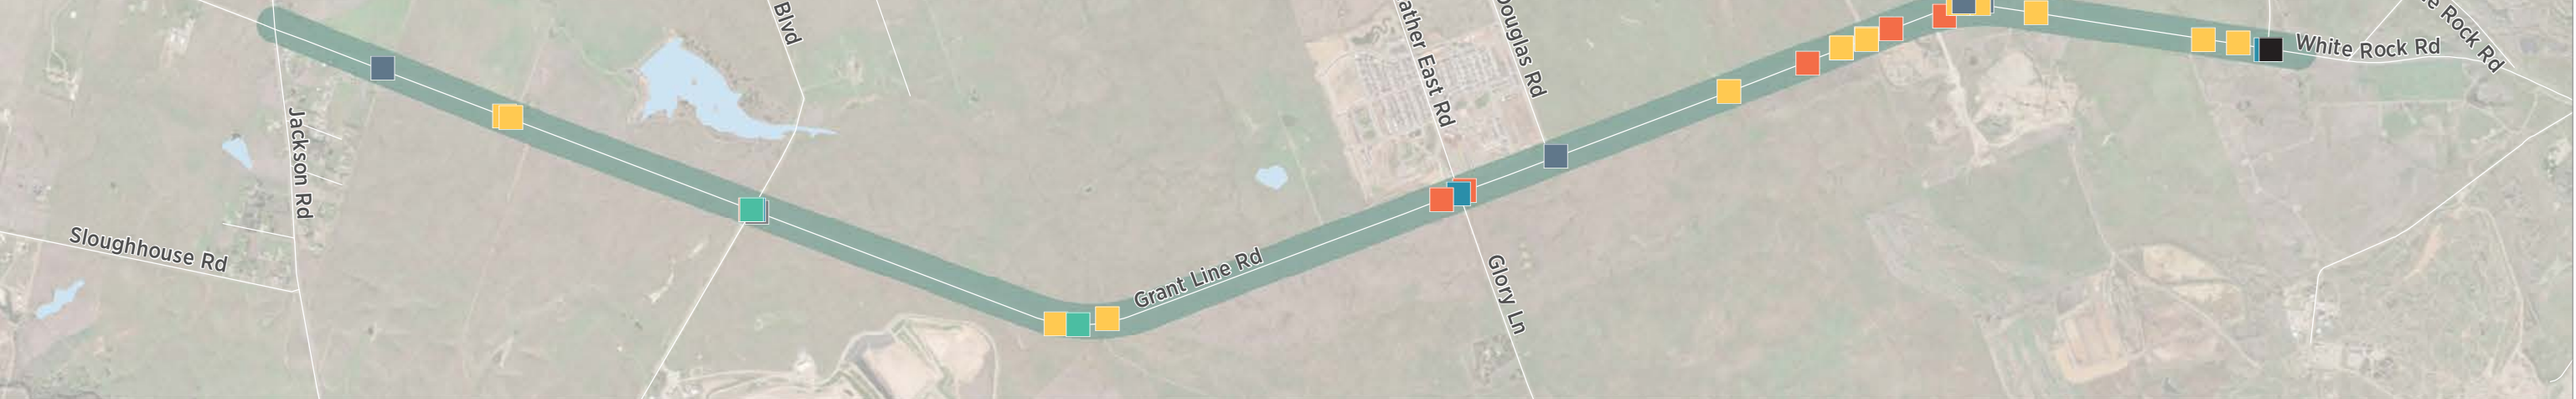 Blvd
ather East Rd
Douglas Rd
e Rock Rd
White Rock Rd
Jackson Rd
Sloughhouse Rd
Grant Line Rd
Glory Ln